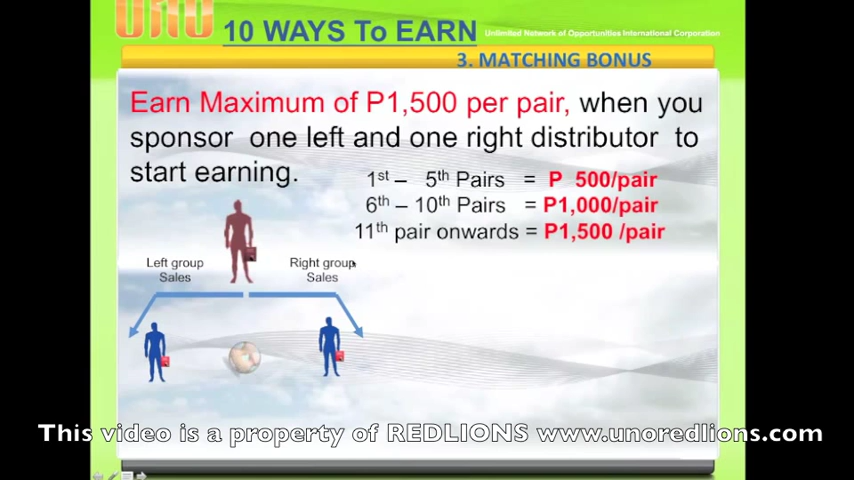 uno
10 WAYS To EARN
Unlimited Network of Opportunities International Corporation
3. MATCHING BONUS
Earn Maximum of P1,500 per pair, when you
sponsor one left and one right distributor to
start earning.
1st – 5th Pairs = P 500/pair
6th – 10th Pairs = P1,000/pair
11th pair onwards = P1,500 /pair
Left group
Sales
Right group
Sales
This video is a property of REDLIONS www.unoredlions.com